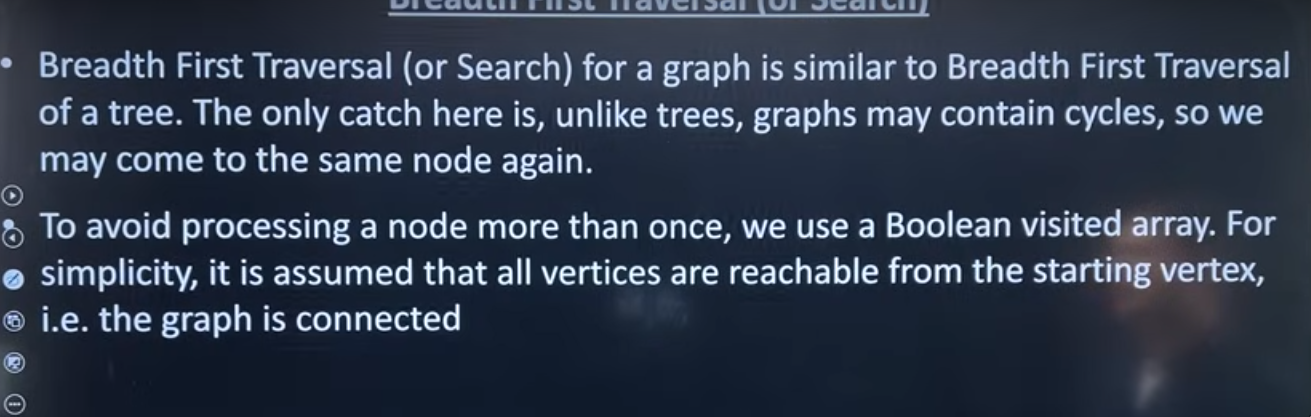 Breadth First Traversal (or Search)
• Breadth First Traversal (or Search) for a graph is similar to Breadth First Traversal
of a tree. The only catch here is, unlike trees, graphs may contain cycles, so we
may come to the same node again.
• To avoid processing a node more than once, we use a Boolean visited array. For
simplicity, it is assumed that all vertices are reachable from the starting vertex,
i.e. the graph is connected